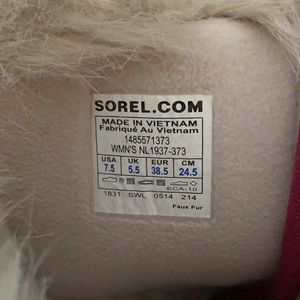 SOREL.COM
MADE IN VIETNAM
Fabriqué Au Vietnam
1485571373
WMN'S NL1937-373
USA UK EUR CM
7.5 5.5 38.5 24.5
ECA-10
1831 SWL 0514 214
Faux Fur